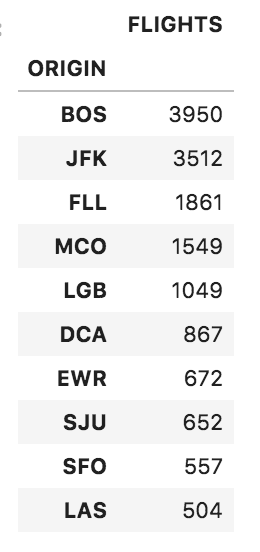 FLIGHTS
ORIGIN
BOS 3950
JFK 3512
FLL 1861
MCO 1549
LGB 1049
DCA 867
EWR 672
SJU 652
SFO 557
LAS 504